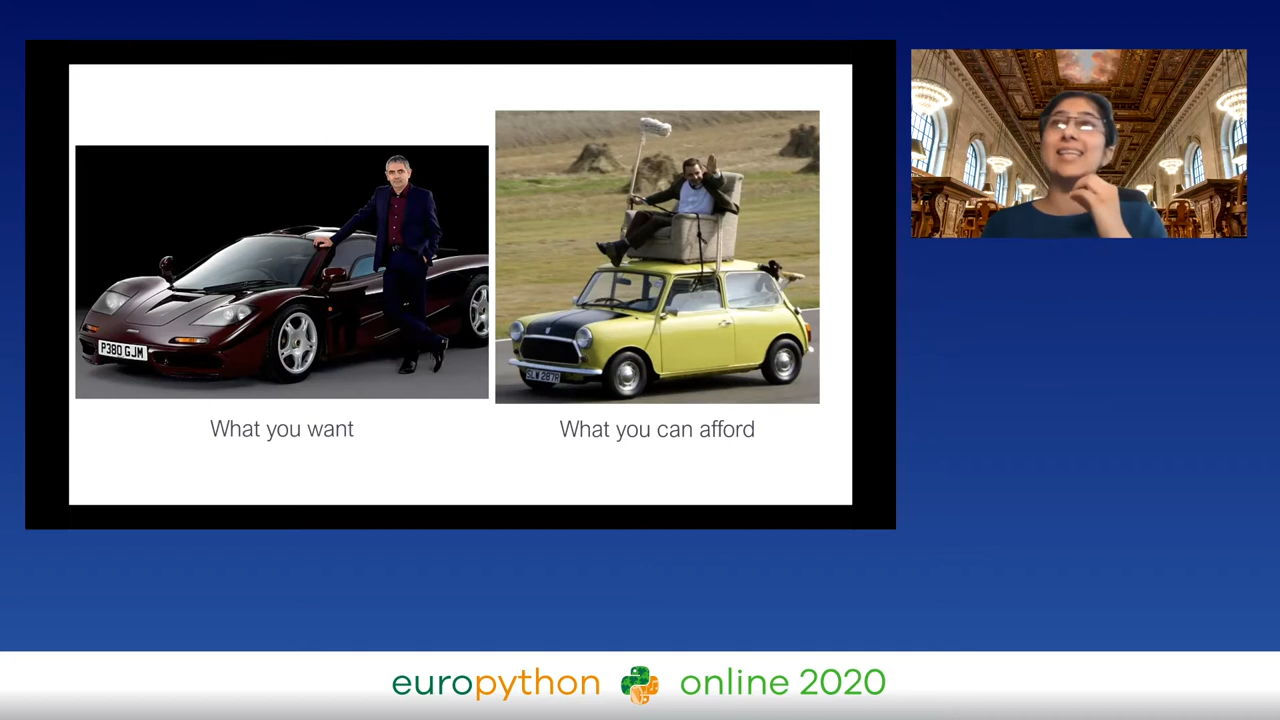 P380 GJM
SLW 287R
What you want
What you can afford
europython online 2020